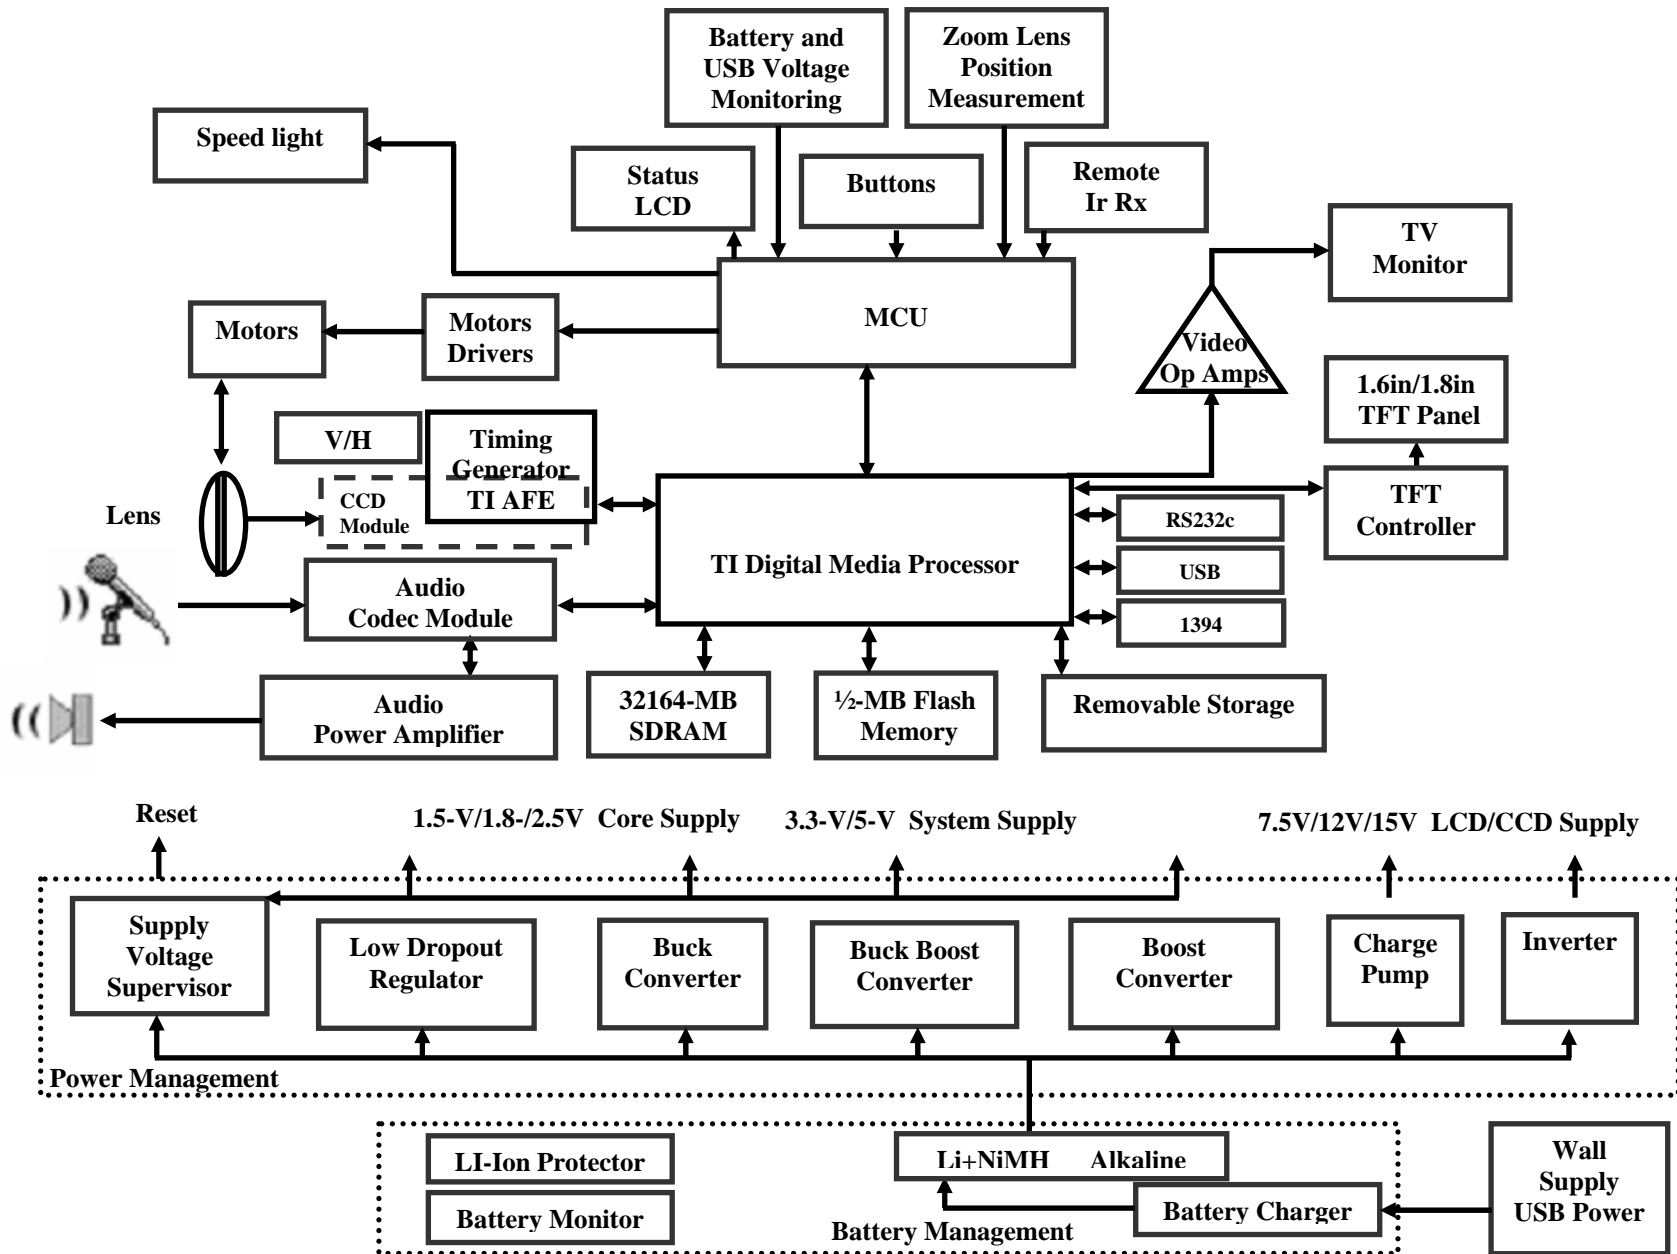 Battery and
USB Voltage
Monitoring
Zoom Lens
Position
Measurement
Speed light
Status
LCD
Buttons
Remote
Ir Rx
TV
Monitor
MCU
Motors
Motors
Drivers
Video
Op Amps
1.6in/1.8in
TFT Panel
V/H
Timing
Generator
TI AFE
CCD
Module
Lens
TFT
Controller
RS232c
TI Digital Media Processor
USB
1394
Audio
Codec Module
Audio
Power Amplifier
32164-MB
SDRAM
½-MB Flash
Memory
Removable Storage
Reset
1.5-V/1.8-/2.5V Core Supply
3.3-V/5-V System Supply
7.5V/12V/15V LCD/CCD Supply
Supply
Voltage
Supervisor
Low Dropout
Regulator
Buck
Converter
Buck Boost
Converter
Boost
Converter
Charge
Pump
Inverter
Power Management
LI-Ion Protector
Battery Monitor
Li+NiMH Alkaline
Battery Charger
Battery Management
Wall
Supply
USB Power